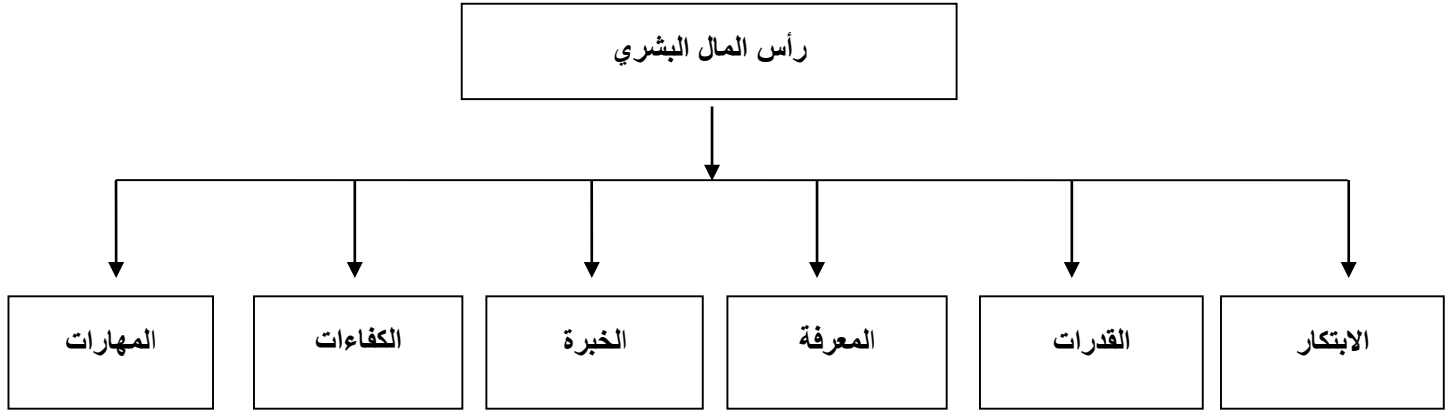 رأس المال البشري
الابتكار
القدرات
المعرفة
الخبرة
الكفاءات
المهارات